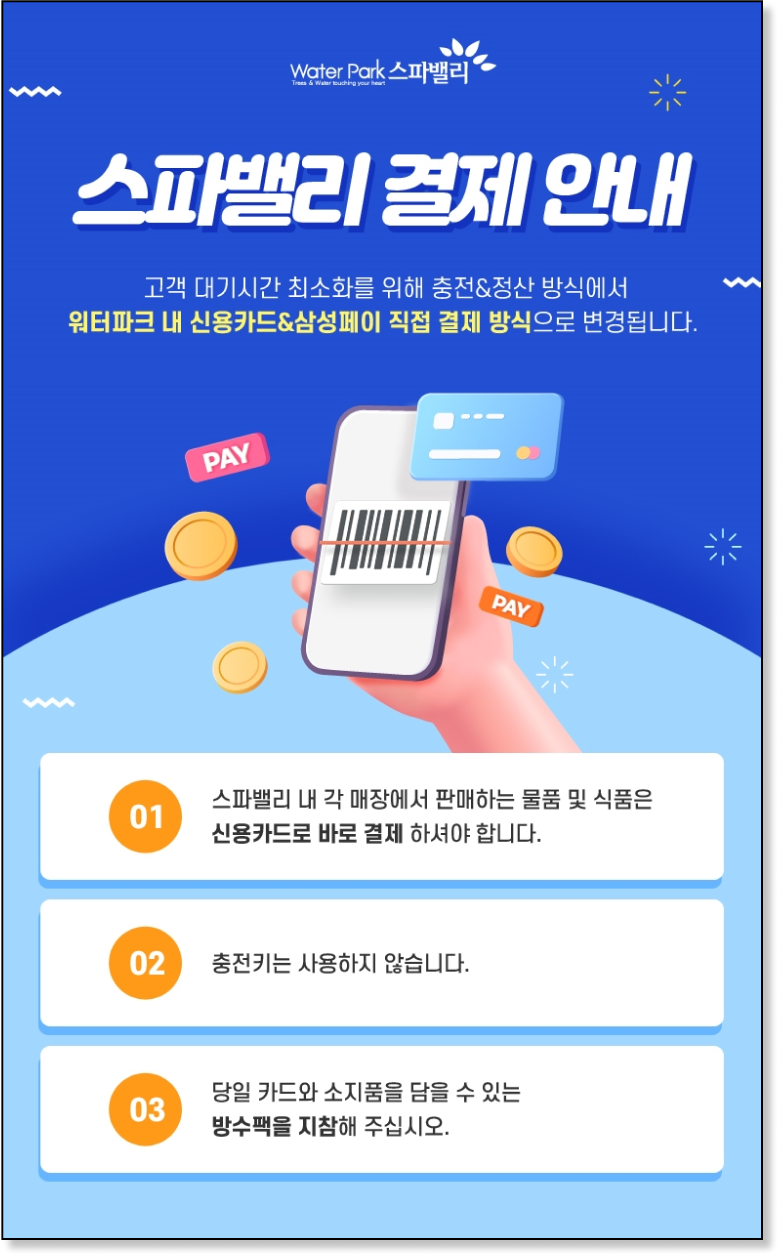 Water Park 스파밸리
Trees & Water touching your heart
스파밸리 결제 안내
고객 대기시간 최소화를 위해 충전&정산 방식에서
워터파크 내 신용카드&삼성페이 직접 결제 방식으로 변경됩니다.
PAY
PAY
01
스파밸리 내 각 매장에서 판매하는 물품 및 식품은
신용카드로 바로 결제 하셔야 합니다.
02
충전키는 사용하지 않습니다.
03
당일 카드와 소지품을 담을 수 있는
방수팩을 지참해 주십시오.